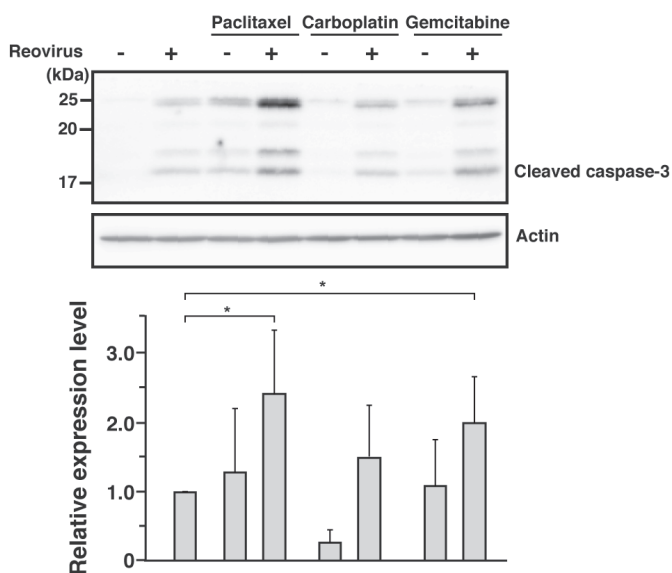 Paclitaxel Carboplatin Gemcitabine
Reovirus - + - + - + - +
(kDa)
25
20
17
Cleaved caspase-3
Actin
Relative expression level
* 
*
3.0
2.0
1.0
0